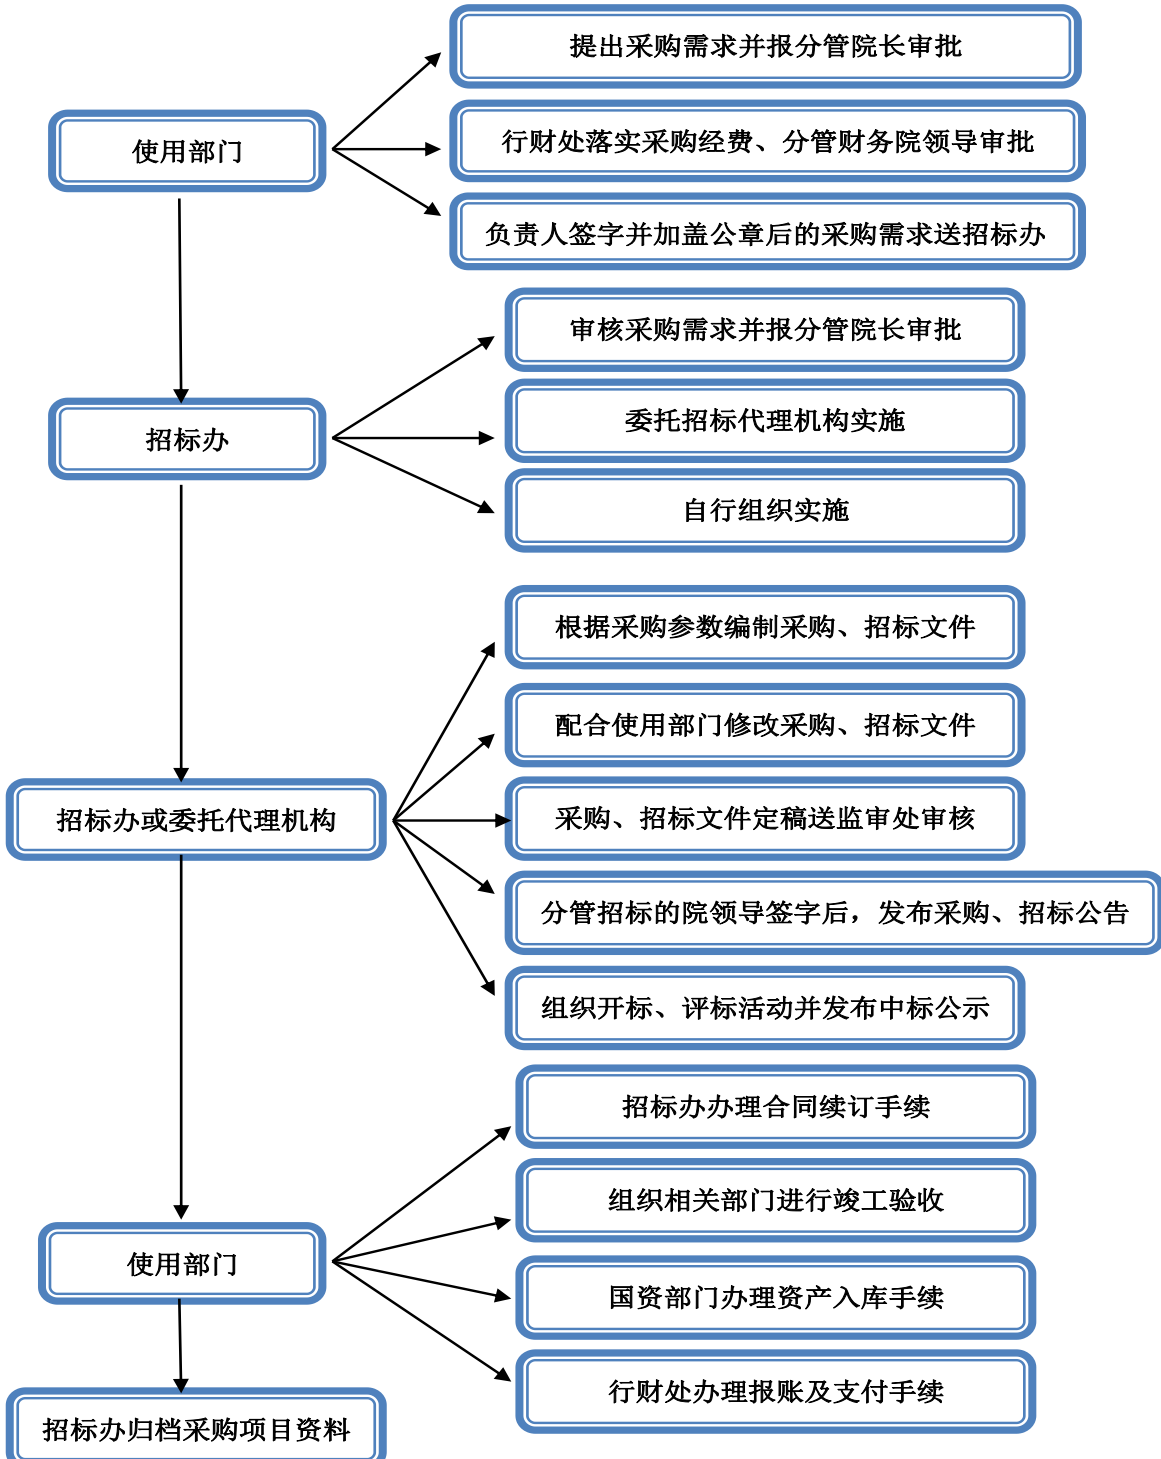 提出采购需求并报分管院长审批
使用部门
行财处落实采购经费、分管财务院领导审批
负责人签字并加盖公章后的采购需求送招标办
审核采购需求并报分管院长审批
招标办
委托招标代理机构实施
自行组织实施
根据采购参数编制采购、招标文件
配合使用部门修改采购、招标文件
招标办或委托代理机构
采购、招标文件定稿送监审处审核
分管招标的院领导签字后，发布采购、招标公告
组织开标、评标活动并发布中标公示
招标办办理合同续订手续
组织相关部门进行竣工验收
使用部门
国资部门办理资产入库手续
行财处办理报账及支付手续
招标办归档采购项目资料